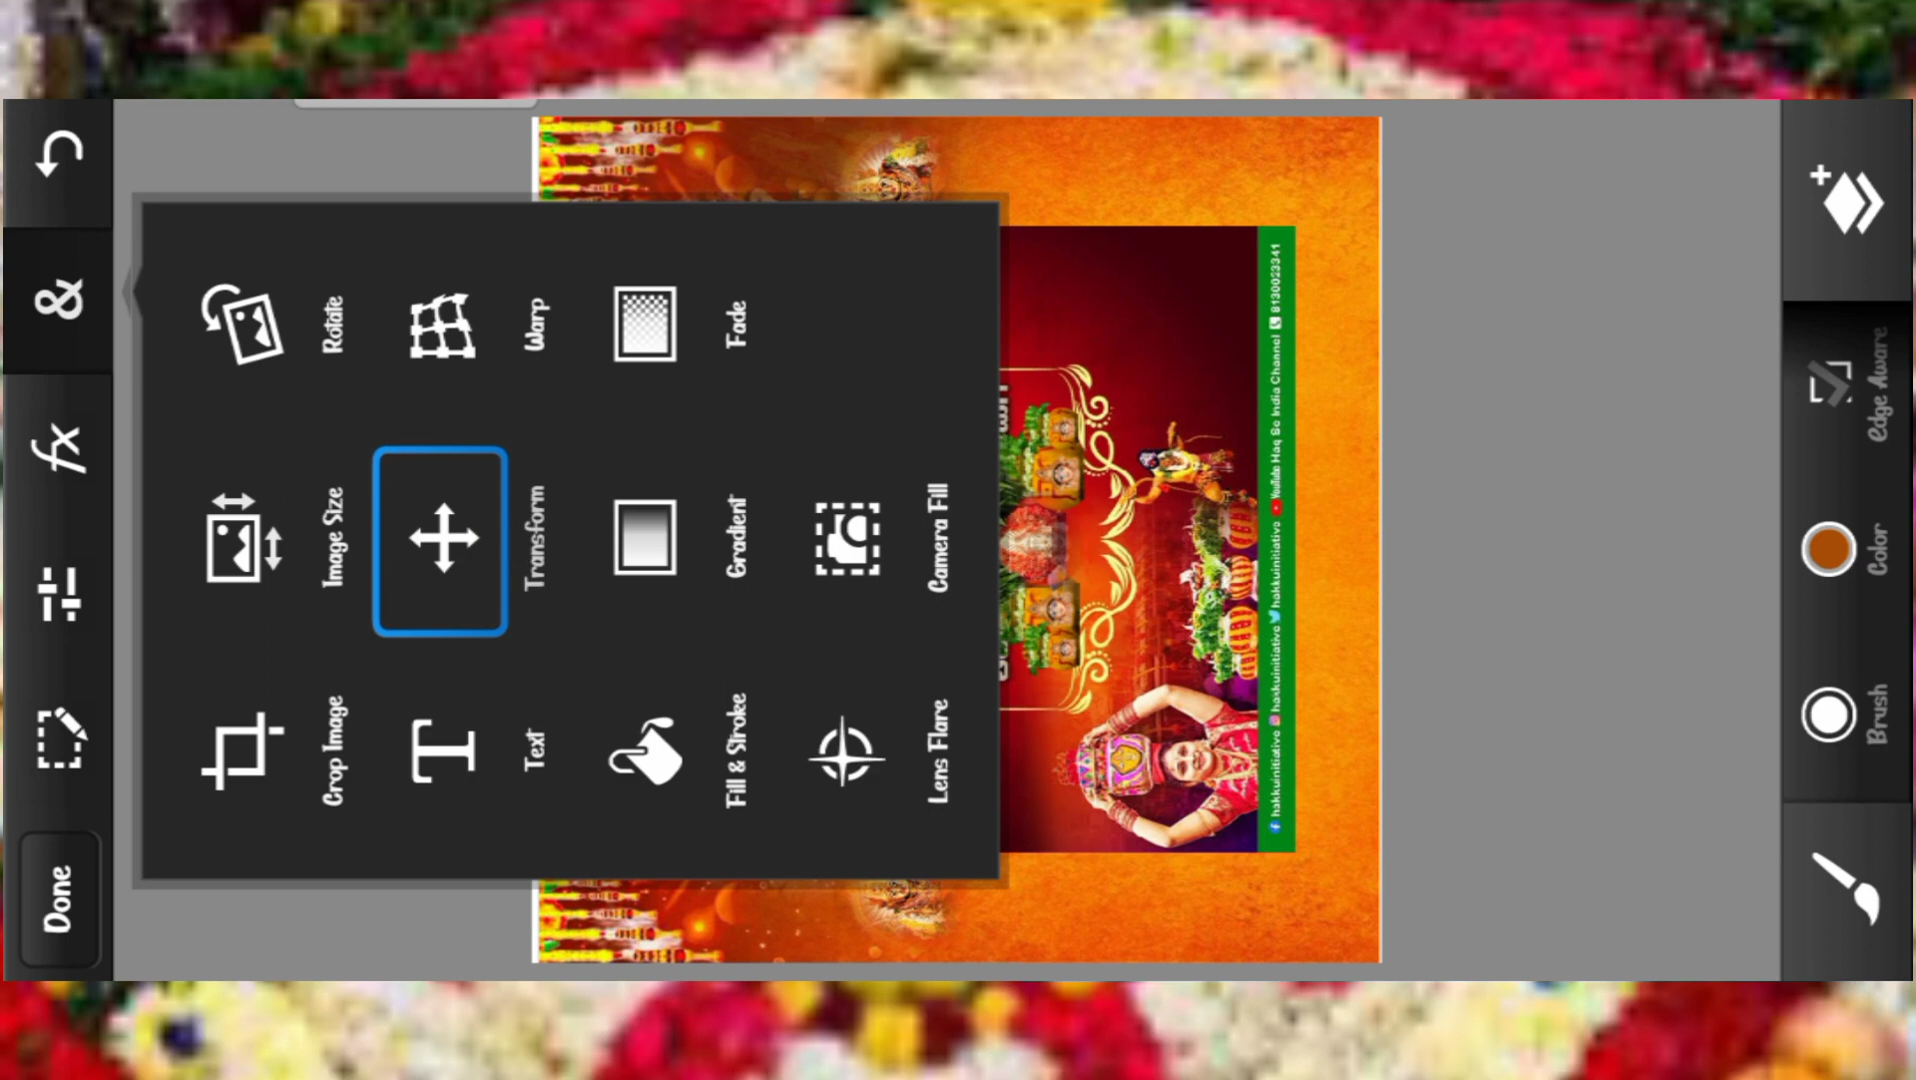 Done
&
fx
Crop Image
Image Size
Rotate
Text
Transform
Warp
Fill & Stroke
Gradient
Fade
Lens Flare
Camera Fill
hakkuinitiative hakkuinitiative hakkuinitiative YouTube Haq Se India Channel 8130023341
Brush
Color
Edge Aware